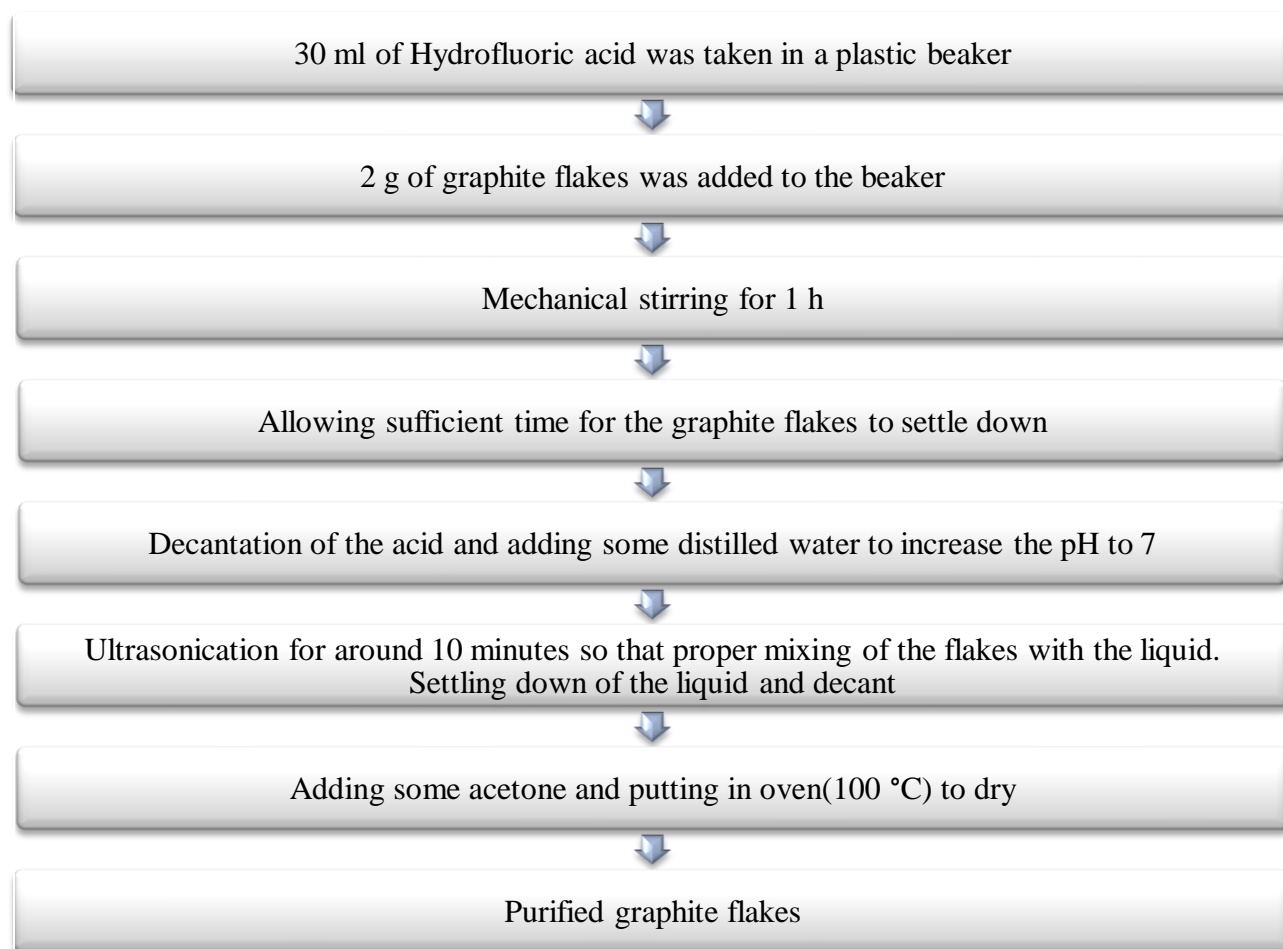 30 ml of Hydrofluoric acid was taken in a plastic beaker
2 g of graphite flakes was added to the beaker
Mechanical stirring for 1 h
Allowing sufficient time for the graphite flakes to settle down
Decantation of the acid and adding some distilled water to increase the pH to 7
Ultrasonication for around 10 minutes so that proper mixing of the flakes with the liquid.
Settling down of the liquid and decant
Adding some acetone and putting in oven(100 °C) to dry
Purified graphite flakes